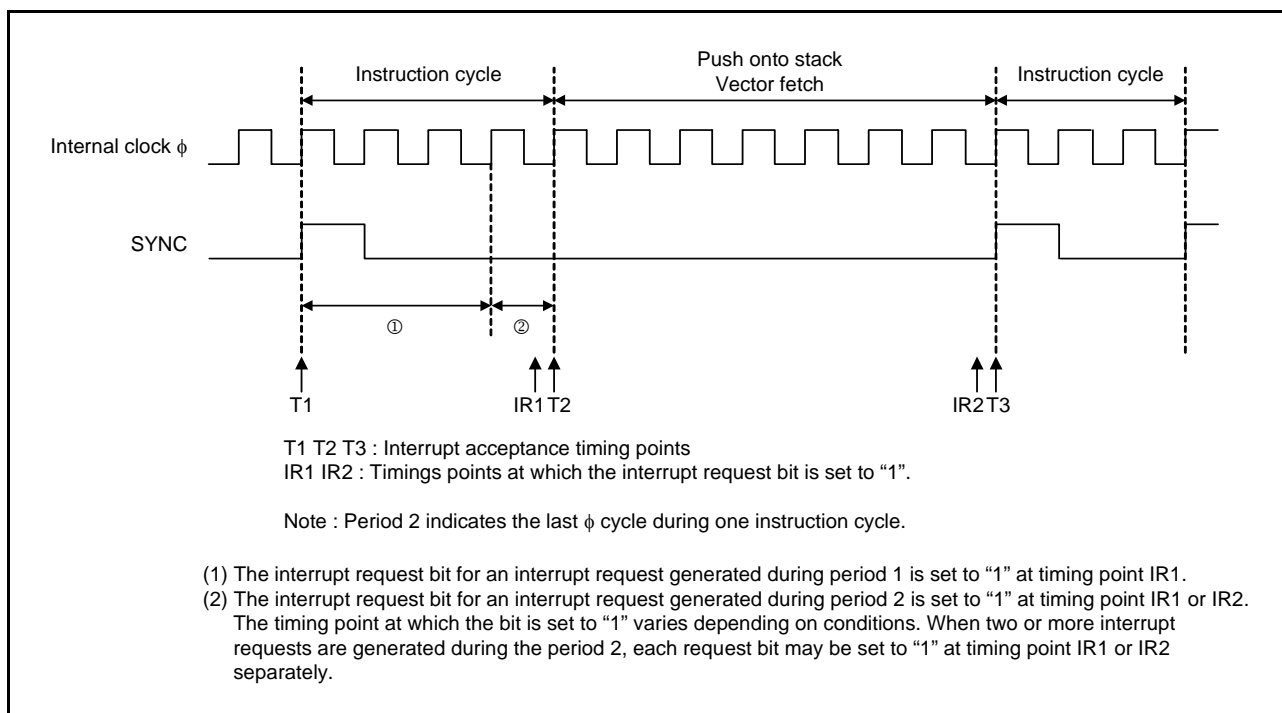 Push onto stack
Instruction cycle
Vector fetch
Instruction cycle
Internal clock ϕ
SYNC
①
②
T1
IR1 T2
IR2 T3
T1 T2 T3 : Interrupt acceptance timing points
IR1 IR2 : Timings points at which the interrupt request bit is set to “1”.
Note : Period 2 indicates the last ϕ cycle during one instruction cycle.
(1) The interrupt request bit for an interrupt request generated during period 1 is set to “1” at timing point IR1.
(2) The interrupt request bit for an interrupt request generated during period 2 is set to “1” at timing point IR1 or IR2.
The timing point at which the bit is set to “1” varies depending on conditions. When two or more interrupt
requests are generated during the period 2, each request bit may be set to “1” at timing point IR1 or IR2
separately.